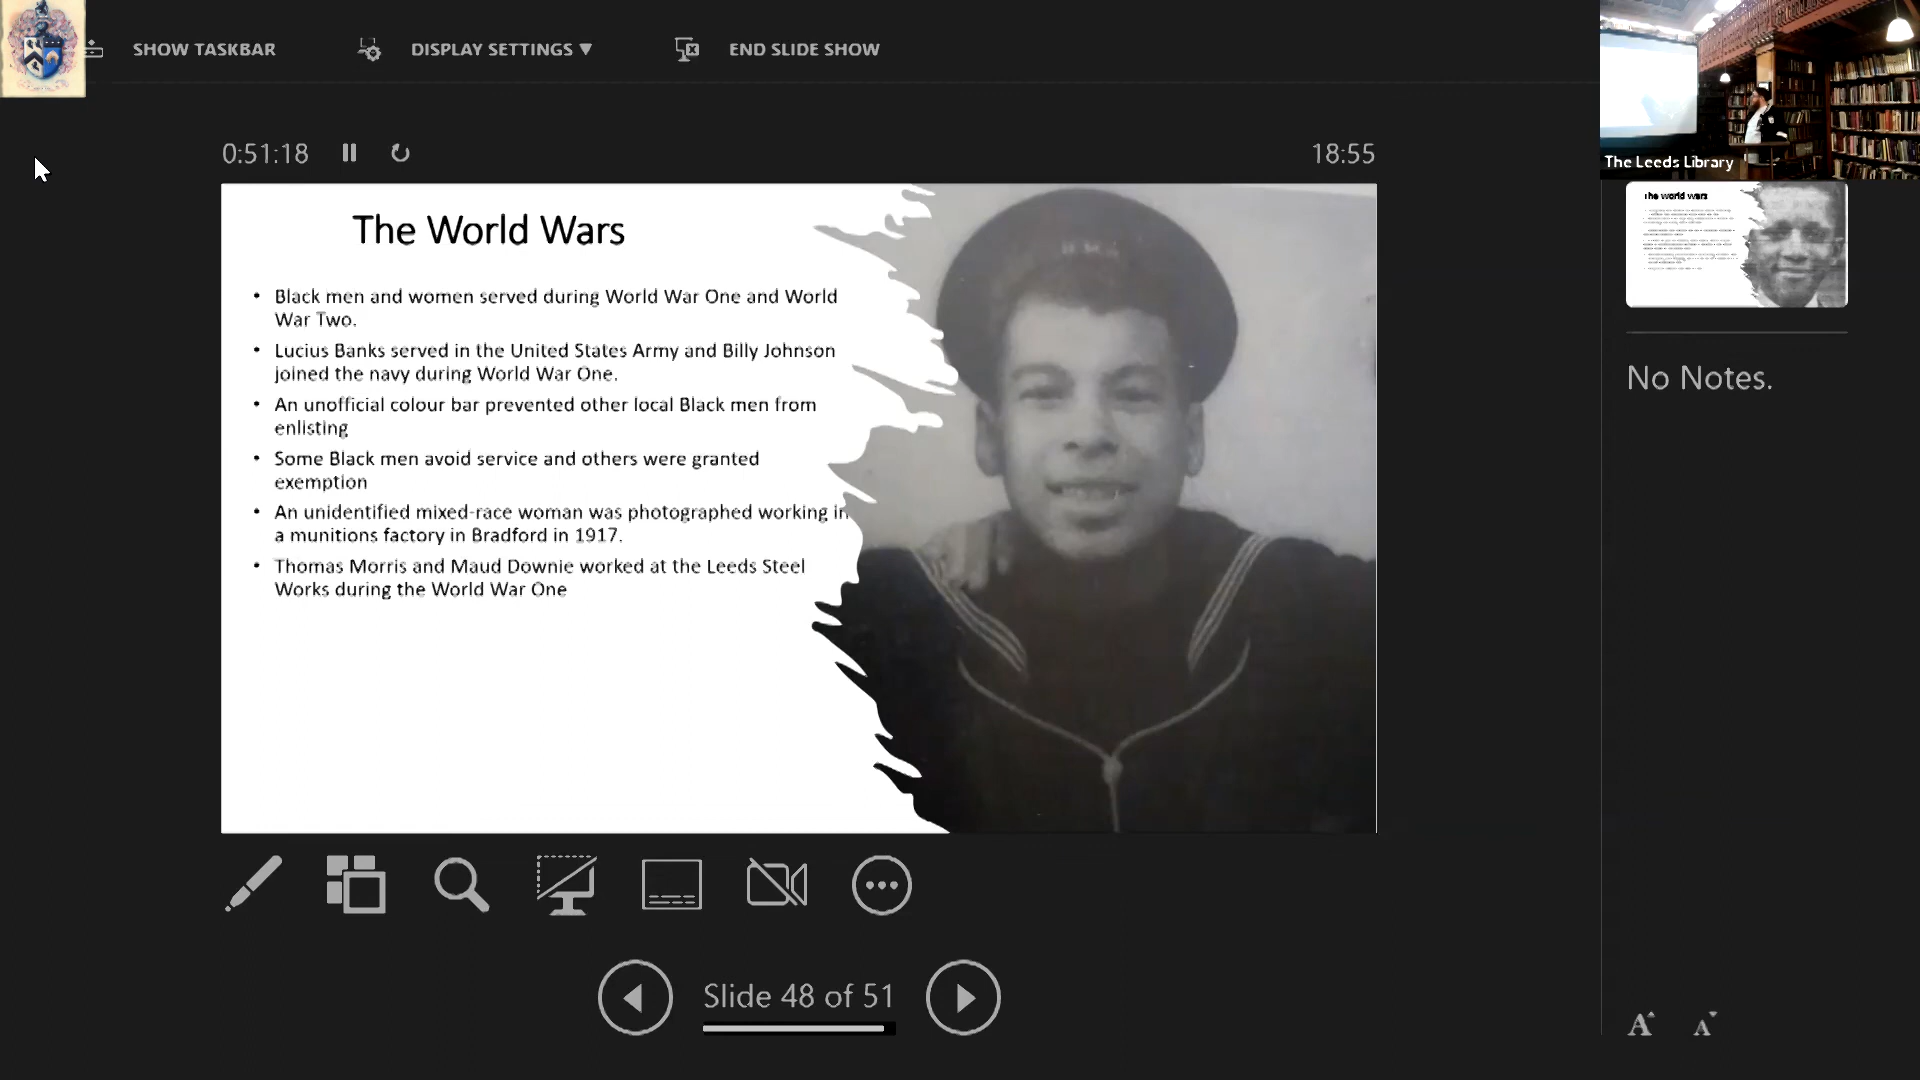 SHOW TASKBAR
DISPLAY SETTINGS ▼
END SLIDE SHOW
The Leeds Library
0:51:18
18:55
The World Wars
• Black men and women served during World War One and World
War Two.
• Lucius Banks served in the United States Army and Billy Johnson
joined the navy during World War One.
• An unofficial colour bar prevented other local Black men from
enlisting
• Some Black men avoid service and others were granted
exemption
• An unidentified mixed-race woman was photographed working in
a munitions factory in Bradford in 1917.
• Thomas Morris and Maud Downie worked at the Leeds Steel
Works during the World War One
The world wars
No Notes.
Slide 48 of 51
A A